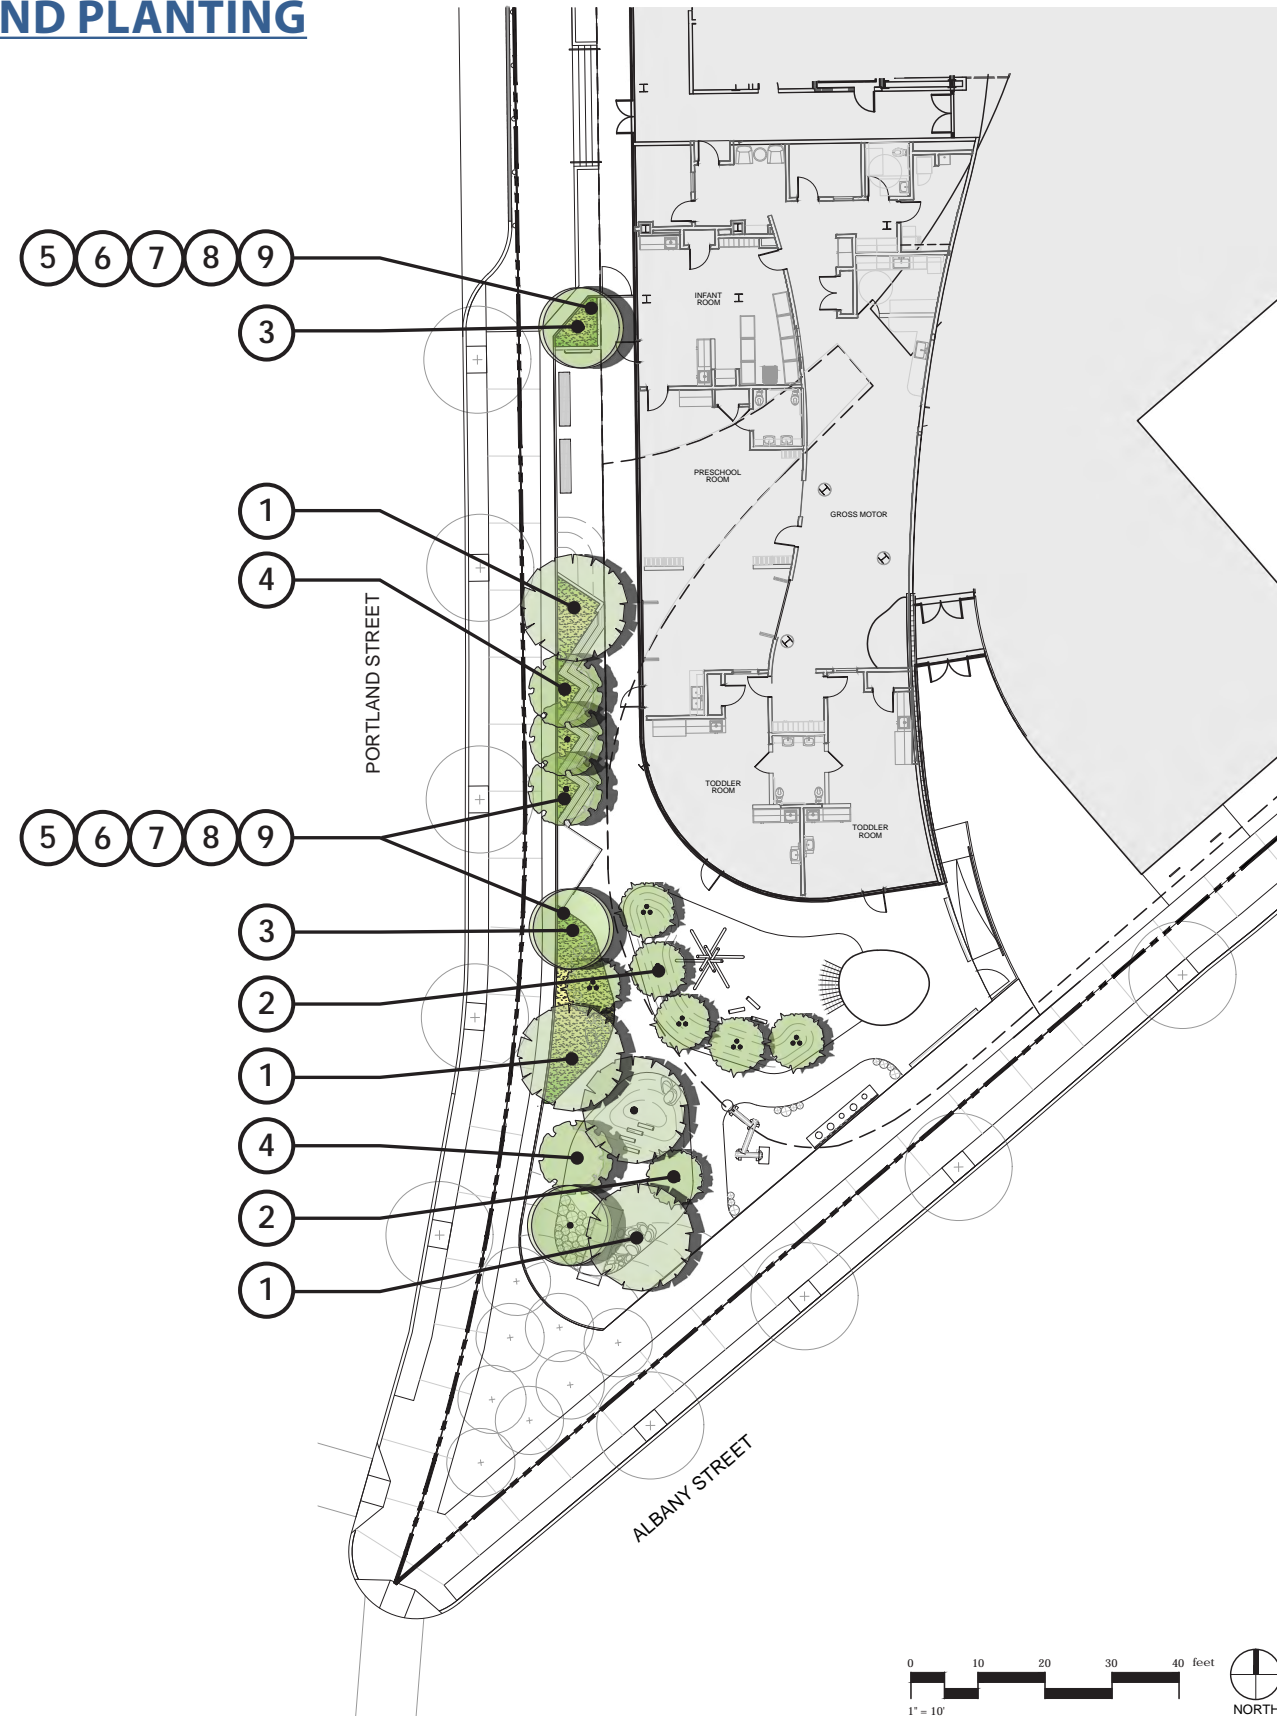 ND PLANTING
5 6 7 8 9
3
INFANT
ROOM
PRESCHOOL
ROOM
1
GROSS MOTOR
4
PORTLAND STREET
TODDLER
ROOM
TODDLER
ROOM
5 6 7 8 9
3
2
1
4
2
1
ALBANY STREET
0 10 20 30 40 feet
1" = 10'
NORTH